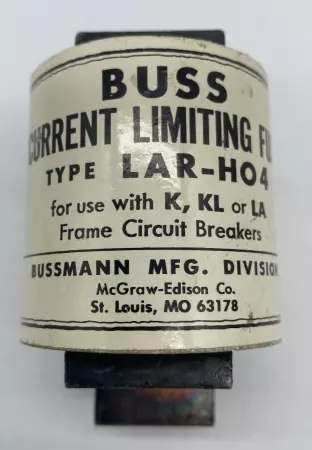 BUSS
CURRENT LIMITING FU
TYPE LAR-HO4
for use with K, KL or LA
Frame Circuit Breakers
BUSSMANN MFG. DIVISION
McGraw-Edison Co.
St. Louis, MO 63178